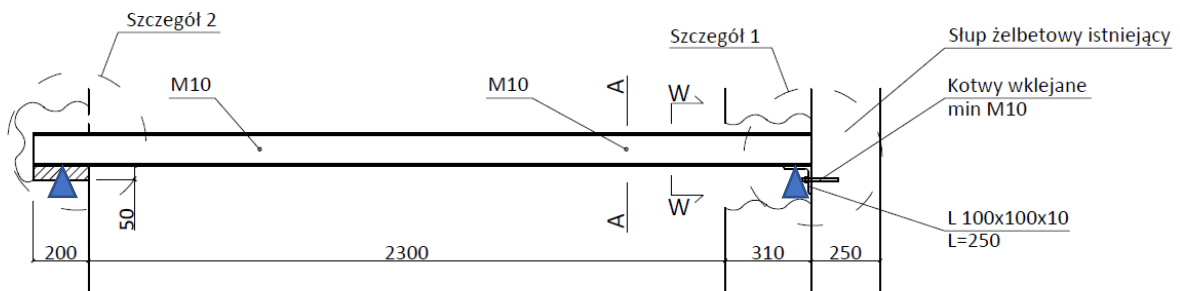 Szczegół 2
Szczegół 1
Słup żelbetowy istniejący
M10
M10
A
W
Kotwy wklejane
min M10
A
W
50
L 100x100x10
L=250
200
2300
310
250